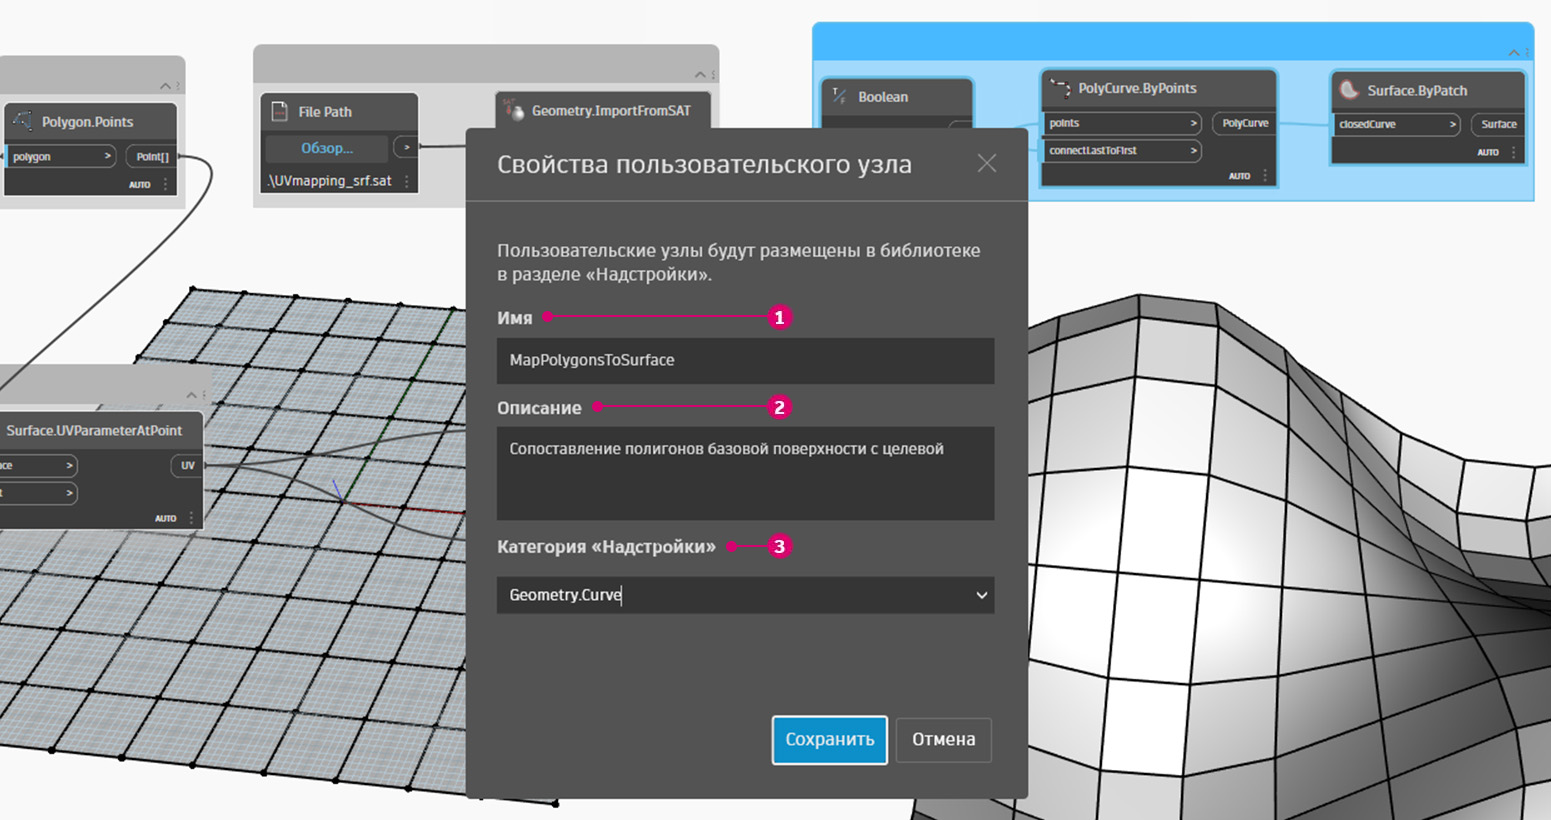 Polygon.Points
polygon >
Point[]
AUTO
File Path
Обзор...
>
.\UVmapping_srf.sat
Geometry.ImportFromSAT
Boolean
PolyCurve.ByPoints
points >
PolyCurve
connectLastToFirst >
AUTO
Surface.ByPatch
closedCurve >
Surface
AUTO
Surface.UVParameterAtPoint
ce >
UV
t >
AUTO
Свойства пользовательского узла
Пользовательские узлы будут размещены в библиотеке
в разделе «Надстройки».
Имя 1
MapPolygonsToSurface
Описание 2
Сопоставление полигонов базовой поверхности с целевой
Категория «Надстройки» 3
Geometry.Curve
Сохранить
Отмена